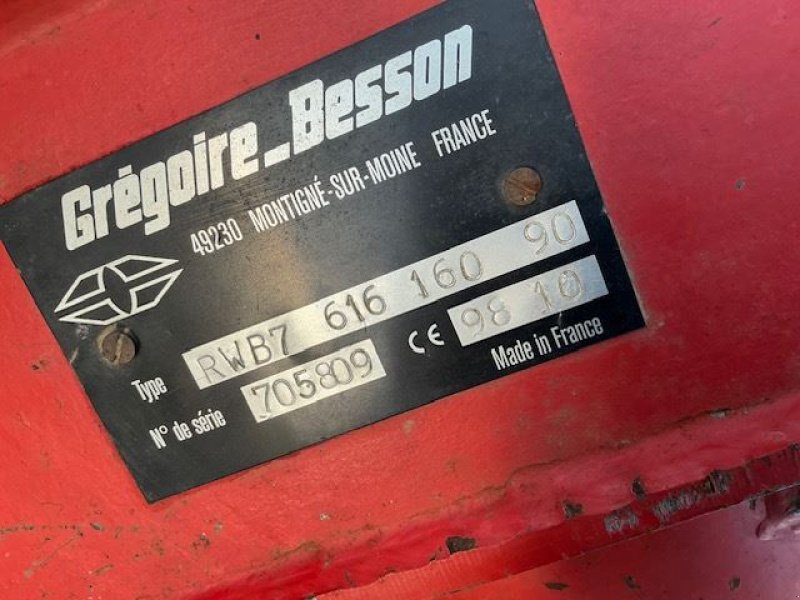 Grégoire_Besson
49230 MONTIGNÉ-SUR-MOINE FRANCE
Type RWB7 616 160 90
N° de série 705809 CE 98 10
Made in France